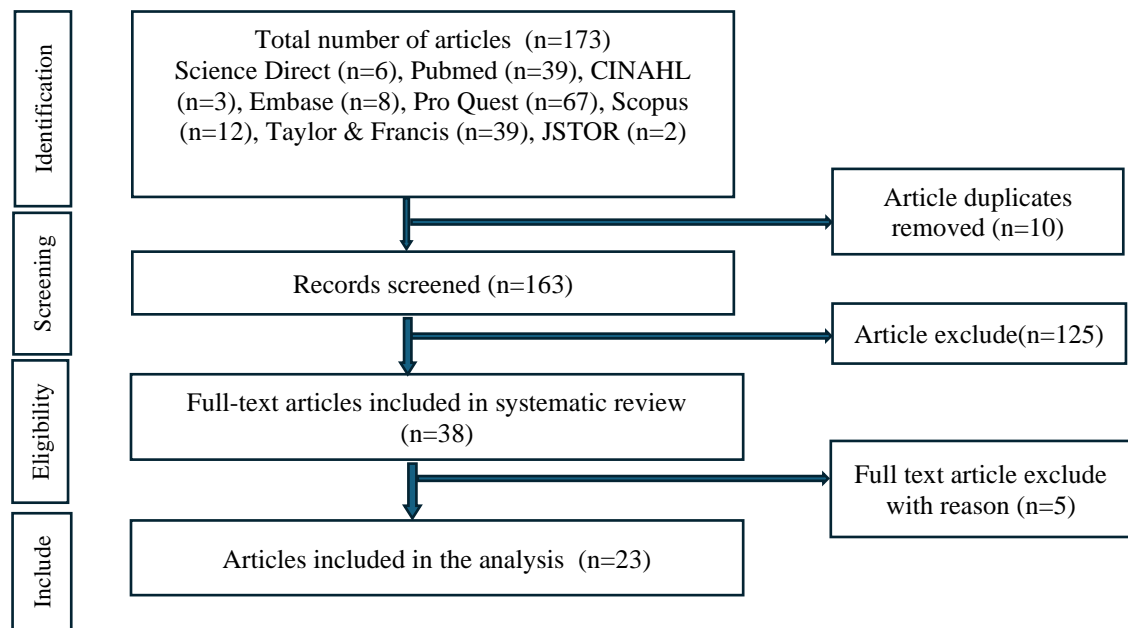 Identification
Total number of articles (n=173)
Science Direct (n=6), Pubmed (n=39), CINAHL
(n=3), Embase (n=8), Pro Quest (n=67), Scopus
(n=12), Taylor & Francis (n=39), JSTOR (n=2)
Article duplicates
removed (n=10)
Screening
Records screened (n=163)
Article exclude(n=125)
Eligibility
Full-text articles included in systematic review
(n=38)
Full text article exclude
with reason (n=5)
Include
Articles included in the analysis (n=23)